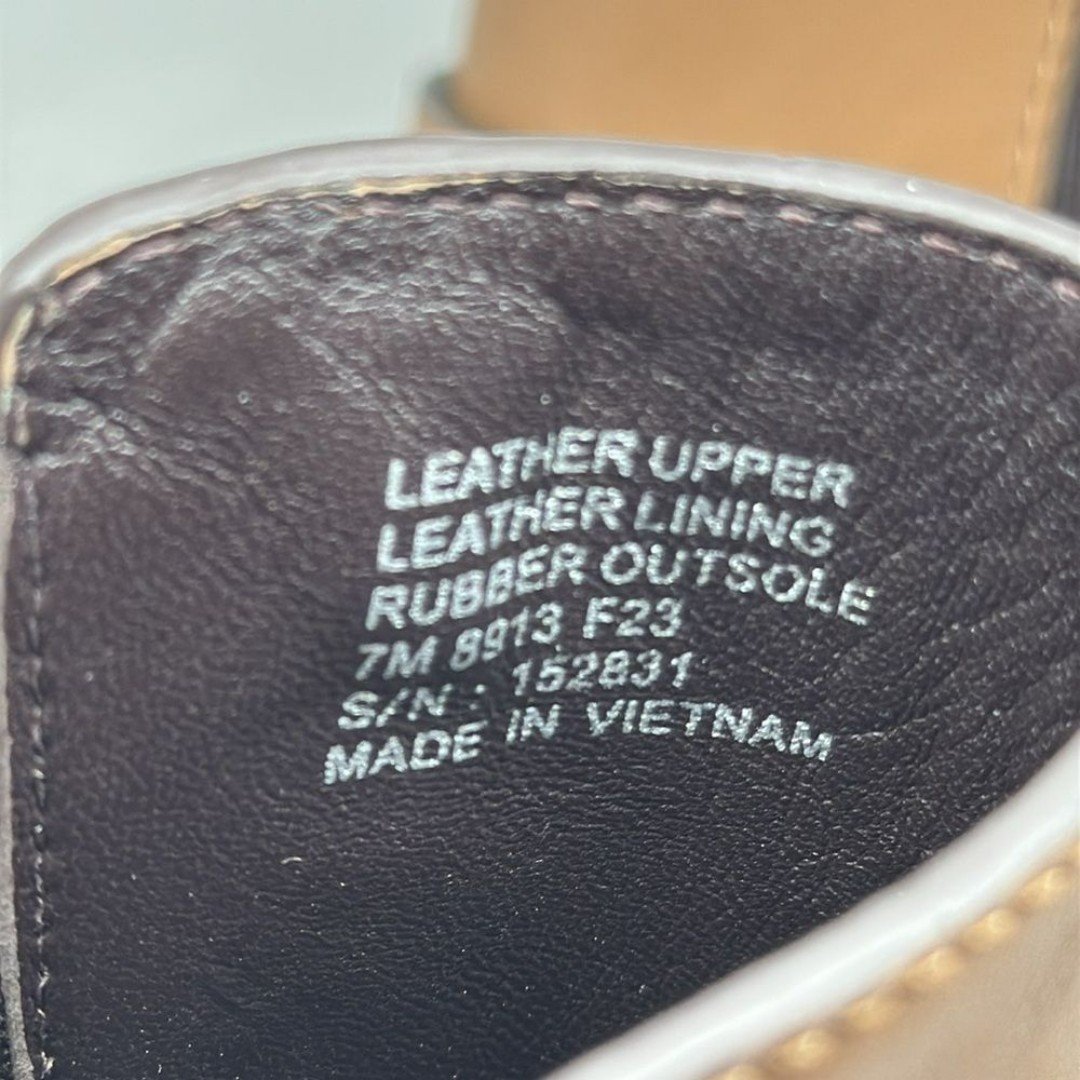 LEATHER UPPER
LEATHER LINING
RUBBER OUTSOLE
7M 8913 F23
S/N : 152831
MADE IN VIETNAM